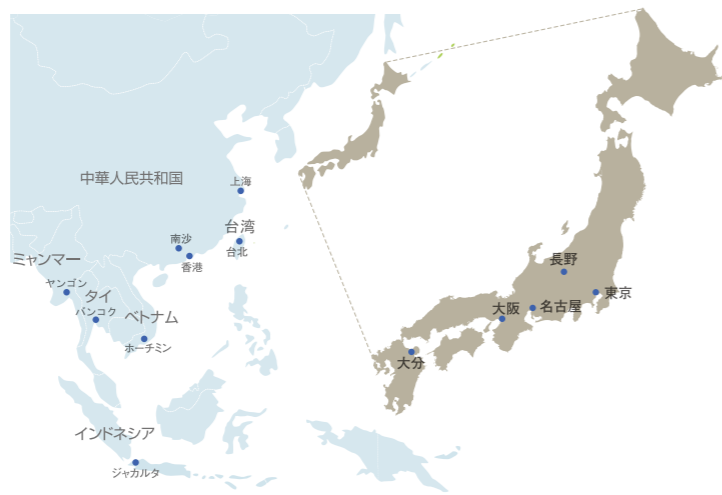 中華人民共和国
上海
台湾
台北
南沙
香港
ミャンマー
ヤンゴン
タイ
バンコク
ベトナム
ホーチミン
インドネシア
ジャカルタ
長野
東京
名古屋
大阪
大分